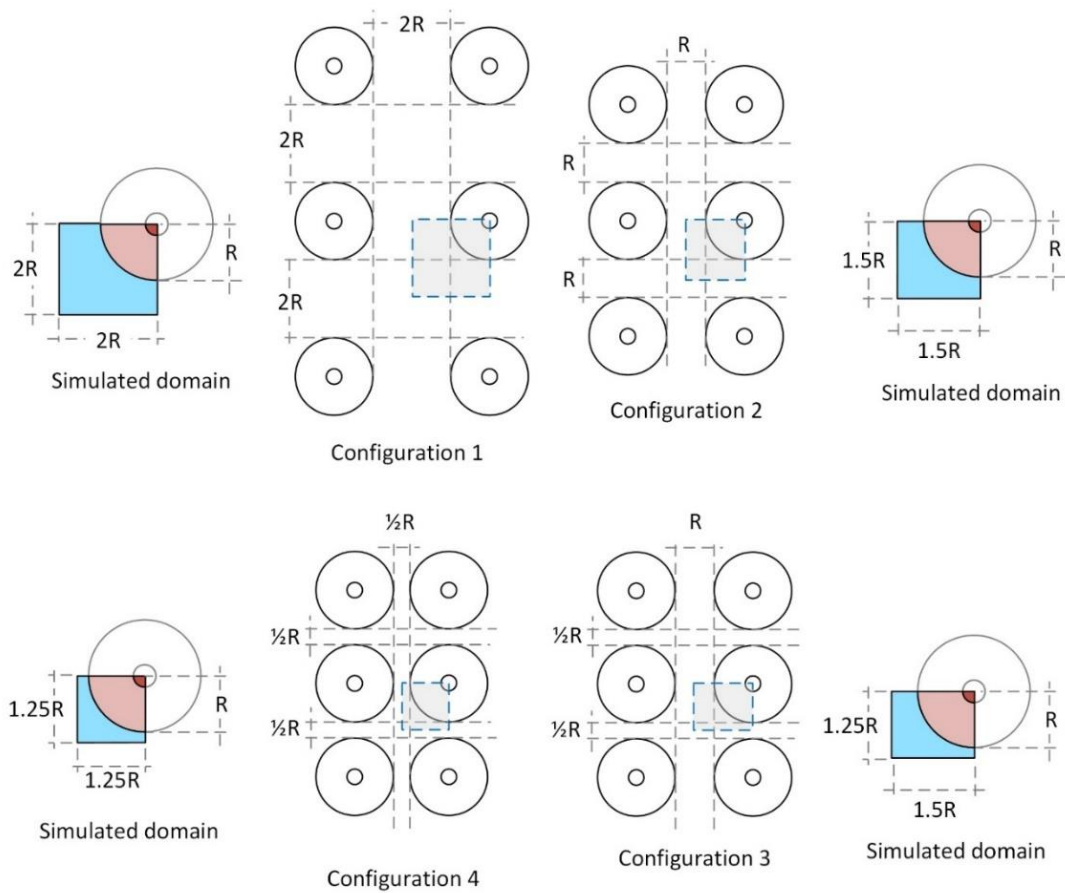 2R
R
2R
R
2R
R
2R
1.5R
R
2R
2R
1.5R
Simulated domain
Simulated domain
Configuration 2
Configuration 1
½R
R
½R
½R
1.25R
R
½R
½R
1.25R
R
1.25R
1.5R
Simulated domain
Configuration 4
Configuration 3
Simulated domain